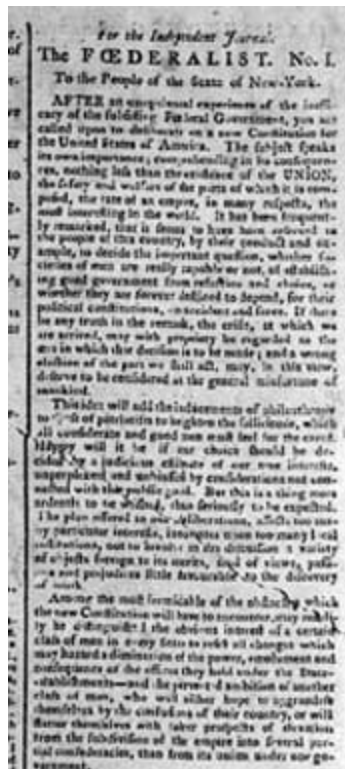 For the Independent Journal.
The FŒDERALIST. No. I.
To the People of the State of New-York.
AFTER an unequivocal experience of the ineffi-
cacy of the subsisting Federal Government, you are
called upon to deliberate on a new Constitution for
the United States of America. The subject speaks
its own importance; comprehending in its consequen-
ces, nothing less than the existence of the UNION,
the safety and welfare of the parts of which it is com-
posed, the fate of an empire, in many respects, the
most interesting in the world. It has been frequent-
ly remarked, that it seems to have been reserved to
the people of this country, by their conduct and ex-
ample, to decide the important question, whether so-
cieties of men are really capable or not, of establish-
ing good government from reflection and choice, or
whether they are forever destined to depend, for their
political constitutions, on accident and force. If there
be any truth in the remark, the crisis, at which we
are arrived, may with propriety be regarded as the
æra in which that decision is to be made; and a wrong
election of the part we shall act, may, in this view,
deserve to be considered as the general misfortune of
mankind.
This idea will add the inducements of philanthropy
to those of patriotism to heighten the sollicitude, which
all considerate and good men must feel for the event.
Happy will it be if our choice should be de-
cided by a judicious estimate of our true interests,
unperplexed and unbiassed by considerations not con-
nected with the public good. But this is a thing more
ardently to be wished, than seriously to be expected.
The plan offered to our deliberations, affects too ma-
ny particular interests, innovates upon too many local
institutions, not to involve in its discussion a variety
of objects foreign to its merits, and of views, passi-
ons and prejudices little favourable to the discovery
of truth.
Among the most formidable of the obstacles which
the new Constitution will have to encounter, may readi-
ly be distinguished the obvious interest of a certain
class of men in every State to resist all changes which
may hazard a diminution of the power, emolument and
consequence of the offices they hold under the State-
establishments—and the perverted ambition of another
class of men, who will either hope to aggrandise
themselves by the confusions of their country, or will
flatter themselves with fairer prospects of elevation
from the subdivision of the empire into several par-
tial confederacies, than from its union under one go-
vernment.